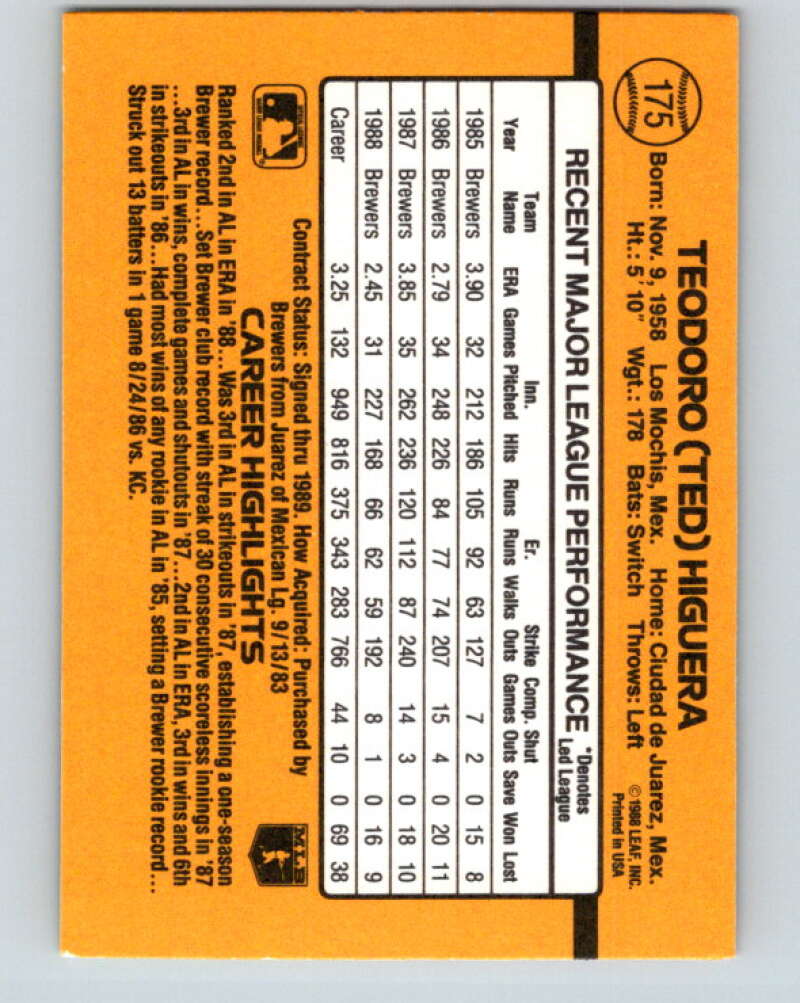 175
TEODORO (TED) HIGUERA
Born: Nov. 9, 1958 Los Mochis, Mex. Home: Ciudad de Juarez, Mex.
Ht.: 5' 10" Wgt.: 178 Bats: Switch Throws: Left
© 1988 LEAF, INC.
Printed in USA
RECENT MAJOR LEAGUE PERFORMANCE
*Denotes
Led League
Team Inn. Er. Strike Comp. Shut
Year Name ERA Games Pitched Hits Runs Runs Walks Outs Games Outs Save Won Lost
1985 Brewers 3.90 32 212 186 105 92 63 127 7 2 0 15 8
1986 Brewers 2.79 34 248 226 84 77 74 207 15 4 0 20 11
1987 Brewers 3.85 35 262 236 120 112 87 240 14 3 0 18 10
1988 Brewers 2.45 31 227 168 66 62 59 192 8 1 0 16 9
Career 3.25 132 949 816 375 343 283 766 44 10 0 69 38
Contract Status: Signed thru 1989. How Acquired: Purchased by
Brewers from Juarez of Mexican Lg. 9/13/83
MLB
CAREER HIGHLIGHTS
Ranked 2nd in AL in ERA in '88...Was 3rd in AL in strikeouts in '87, establishing a one-season
Brewer record...Set Brewer club record with streak of 30 consecutive scoreless innings in '87
...3rd in AL in wins, complete games and shutouts in '87...2nd in AL in ERA, 3rd in wins and 6th
in strikeouts in '86...Had most wins of any rookie in AL in '85, setting a Brewer rookie record...
Struck out 13 batters in 1 game 8/24/86 vs. KC.